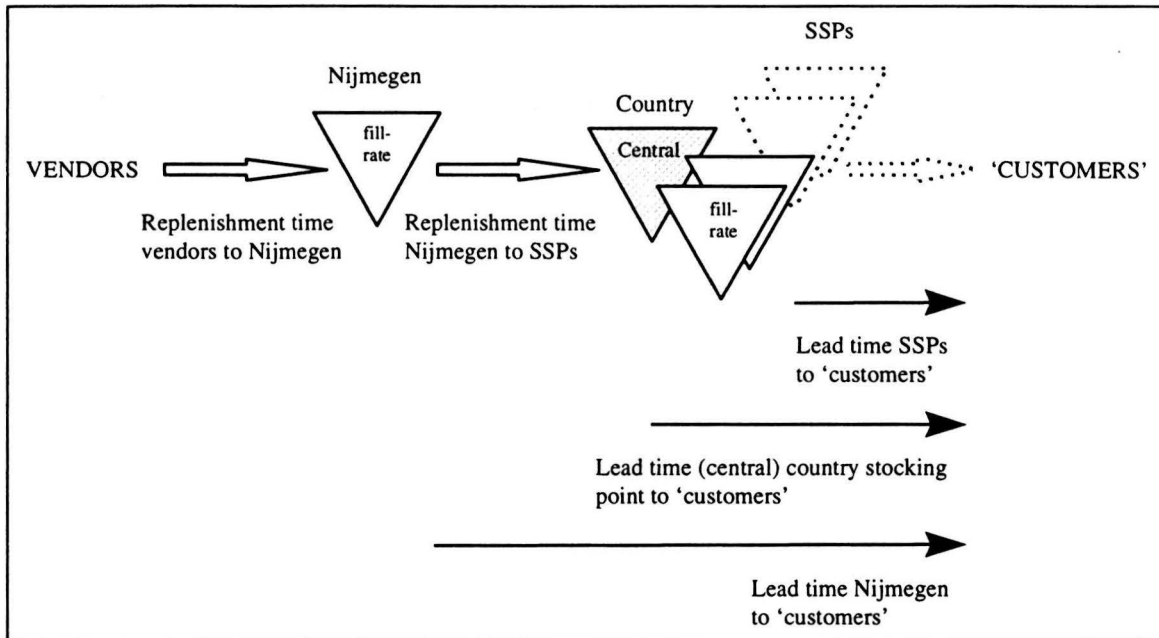 SSPs
Nijmegen
Country
fill-
rate
Central
VENDORS
'CUSTOMERS'
fill-
rate
Replenishment time
vendors to Nijmegen
Replenishment time
Nijmegen to SSPs
Lead time SSPs
to 'customers'
Lead time (central) country stocking
point to 'customers'
Lead time Nijmegen
to 'customers'